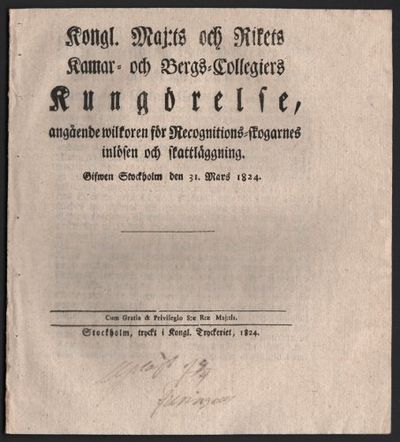 Kongl. Maj:ts och Rikets
Kamar- och Bergs-Collegiers
Kungörelse,
angående wilkoren för Recognitions-skogarnes
inlösen och skattläggning.
Gifwen Stockholm den 31. Mars 1824.
Cum Gratia & Privilegio S:æ R:æ Maj:tis.
Stockholm, tryckt i Kongl. Tryckeriet, 1824.